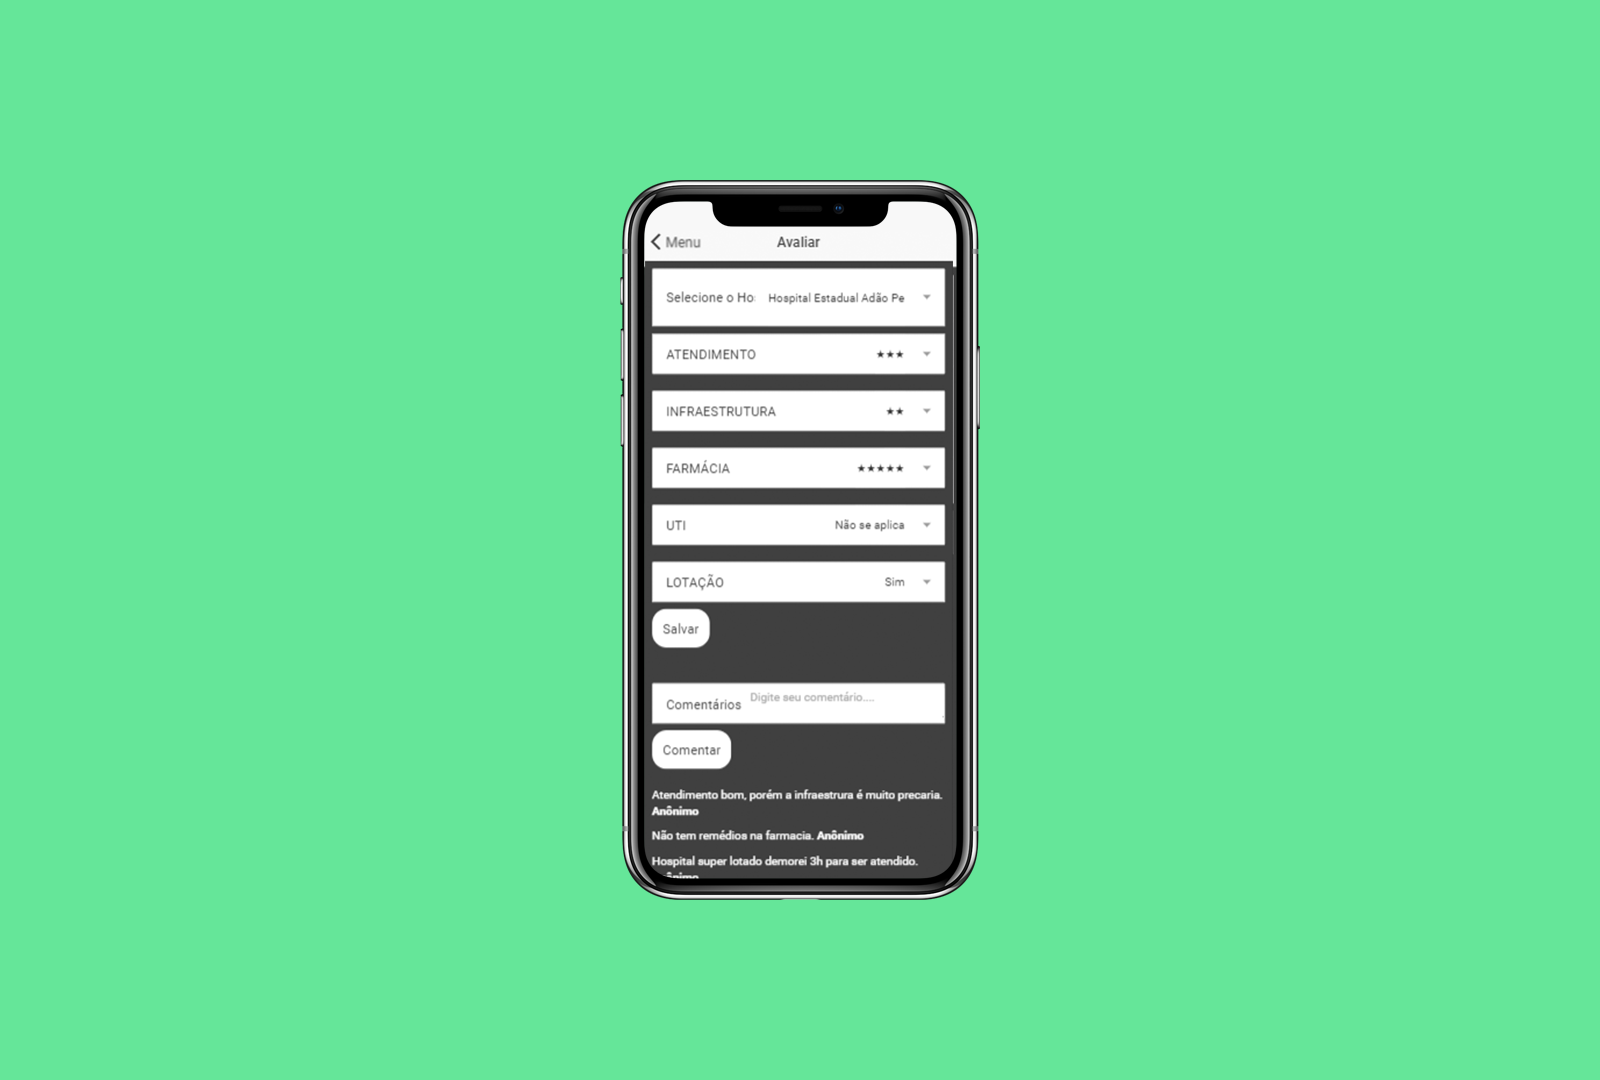 Menu
Avaliar
Selecione o Ho
Hospital Estadual Adão Pe
ATENDIMENTO ★★★
INFRAESTRUTURA ★★
FARMÁCIA ★★★★★
UTI Não se aplica
LOTAÇÃO Sim
Salvar
Comentários Digite seu comentário....
Comentar
Atendimento bom, porém a infraestrura é muito precaria.
Anônimo
Não tem remédios na farmacia. Anônimo
Hospital super lotado demorei 3h para ser atendido.